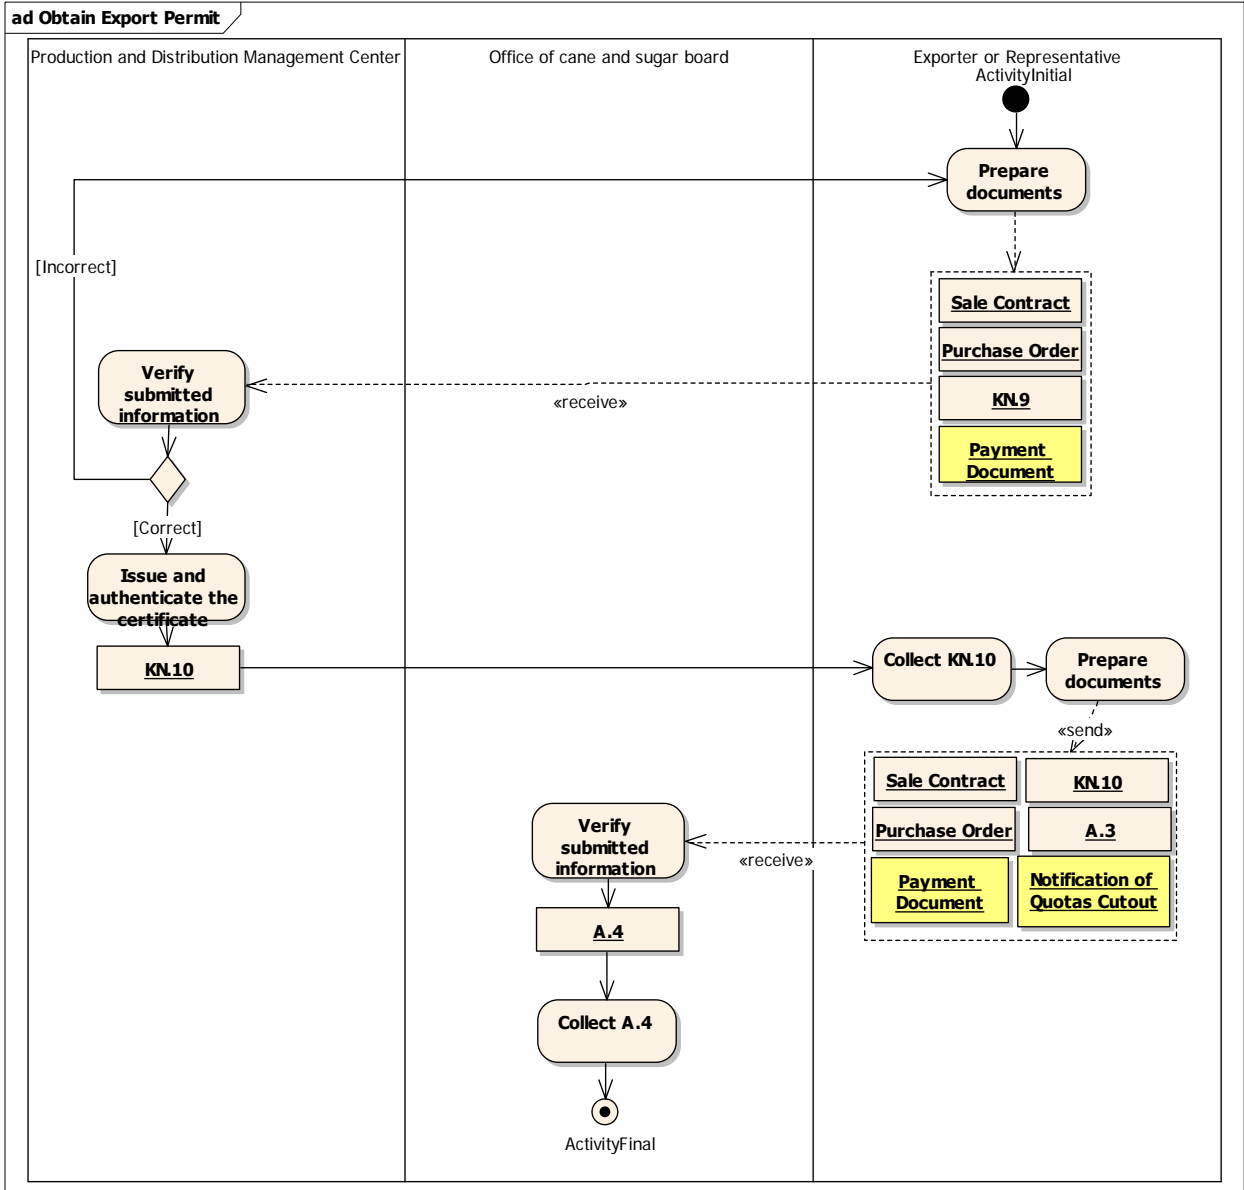 ad Obtain Export Permit
Production and Distribution Management Center
Office of cane and sugar board
Exporter or Representative
ActivityInitial
Prepare
documents
[Incorrect]
Sale Contract
Purchase Order
KN.9
Payment
Document
«receive»
Verify
submitted
information
[Correct]
Issue and
authenticate the
certificate
KN.10
Collect KN.10
Prepare
documents
«send»
Sale Contract
KN.10
Purchase Order
A.3
Payment
Document
Notification of
Quotas Cutout
«receive»
Verify
submitted
information
A.4
Collect A.4
ActivityFinal